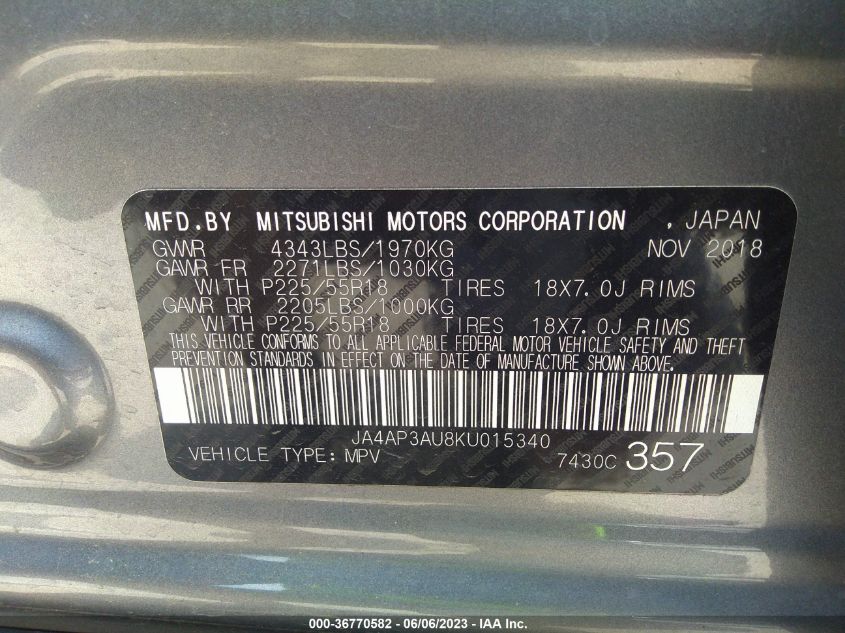 MFD.BY MITSUBISHI MOTORS CORPORATION , JAPAN
GVWR 4343LBS/1970KG NOV 2018
GAWR FR 2271LBS/1030KG
WITH P225/55R18 TIRES 18X7.0J RIMS
GAWR RR 2205LBS/1000KG
WITH P225/55R18 TIRES 18X7.0J RIMS
THIS VEHICLE CONFORMS TO ALL APPLICABLE FEDERAL MOTOR VEHICLE SAFETY AND THEFT
PREVENTION STANDARDS IN EFFECT ON THE DATE OF MANUFACTURE SHOWN ABOVE.
JA4AP3AU8KU015340
VEHICLE TYPE: MPV 7430C 357
000-36770582 - 06/06/2023 - IAA Inc.